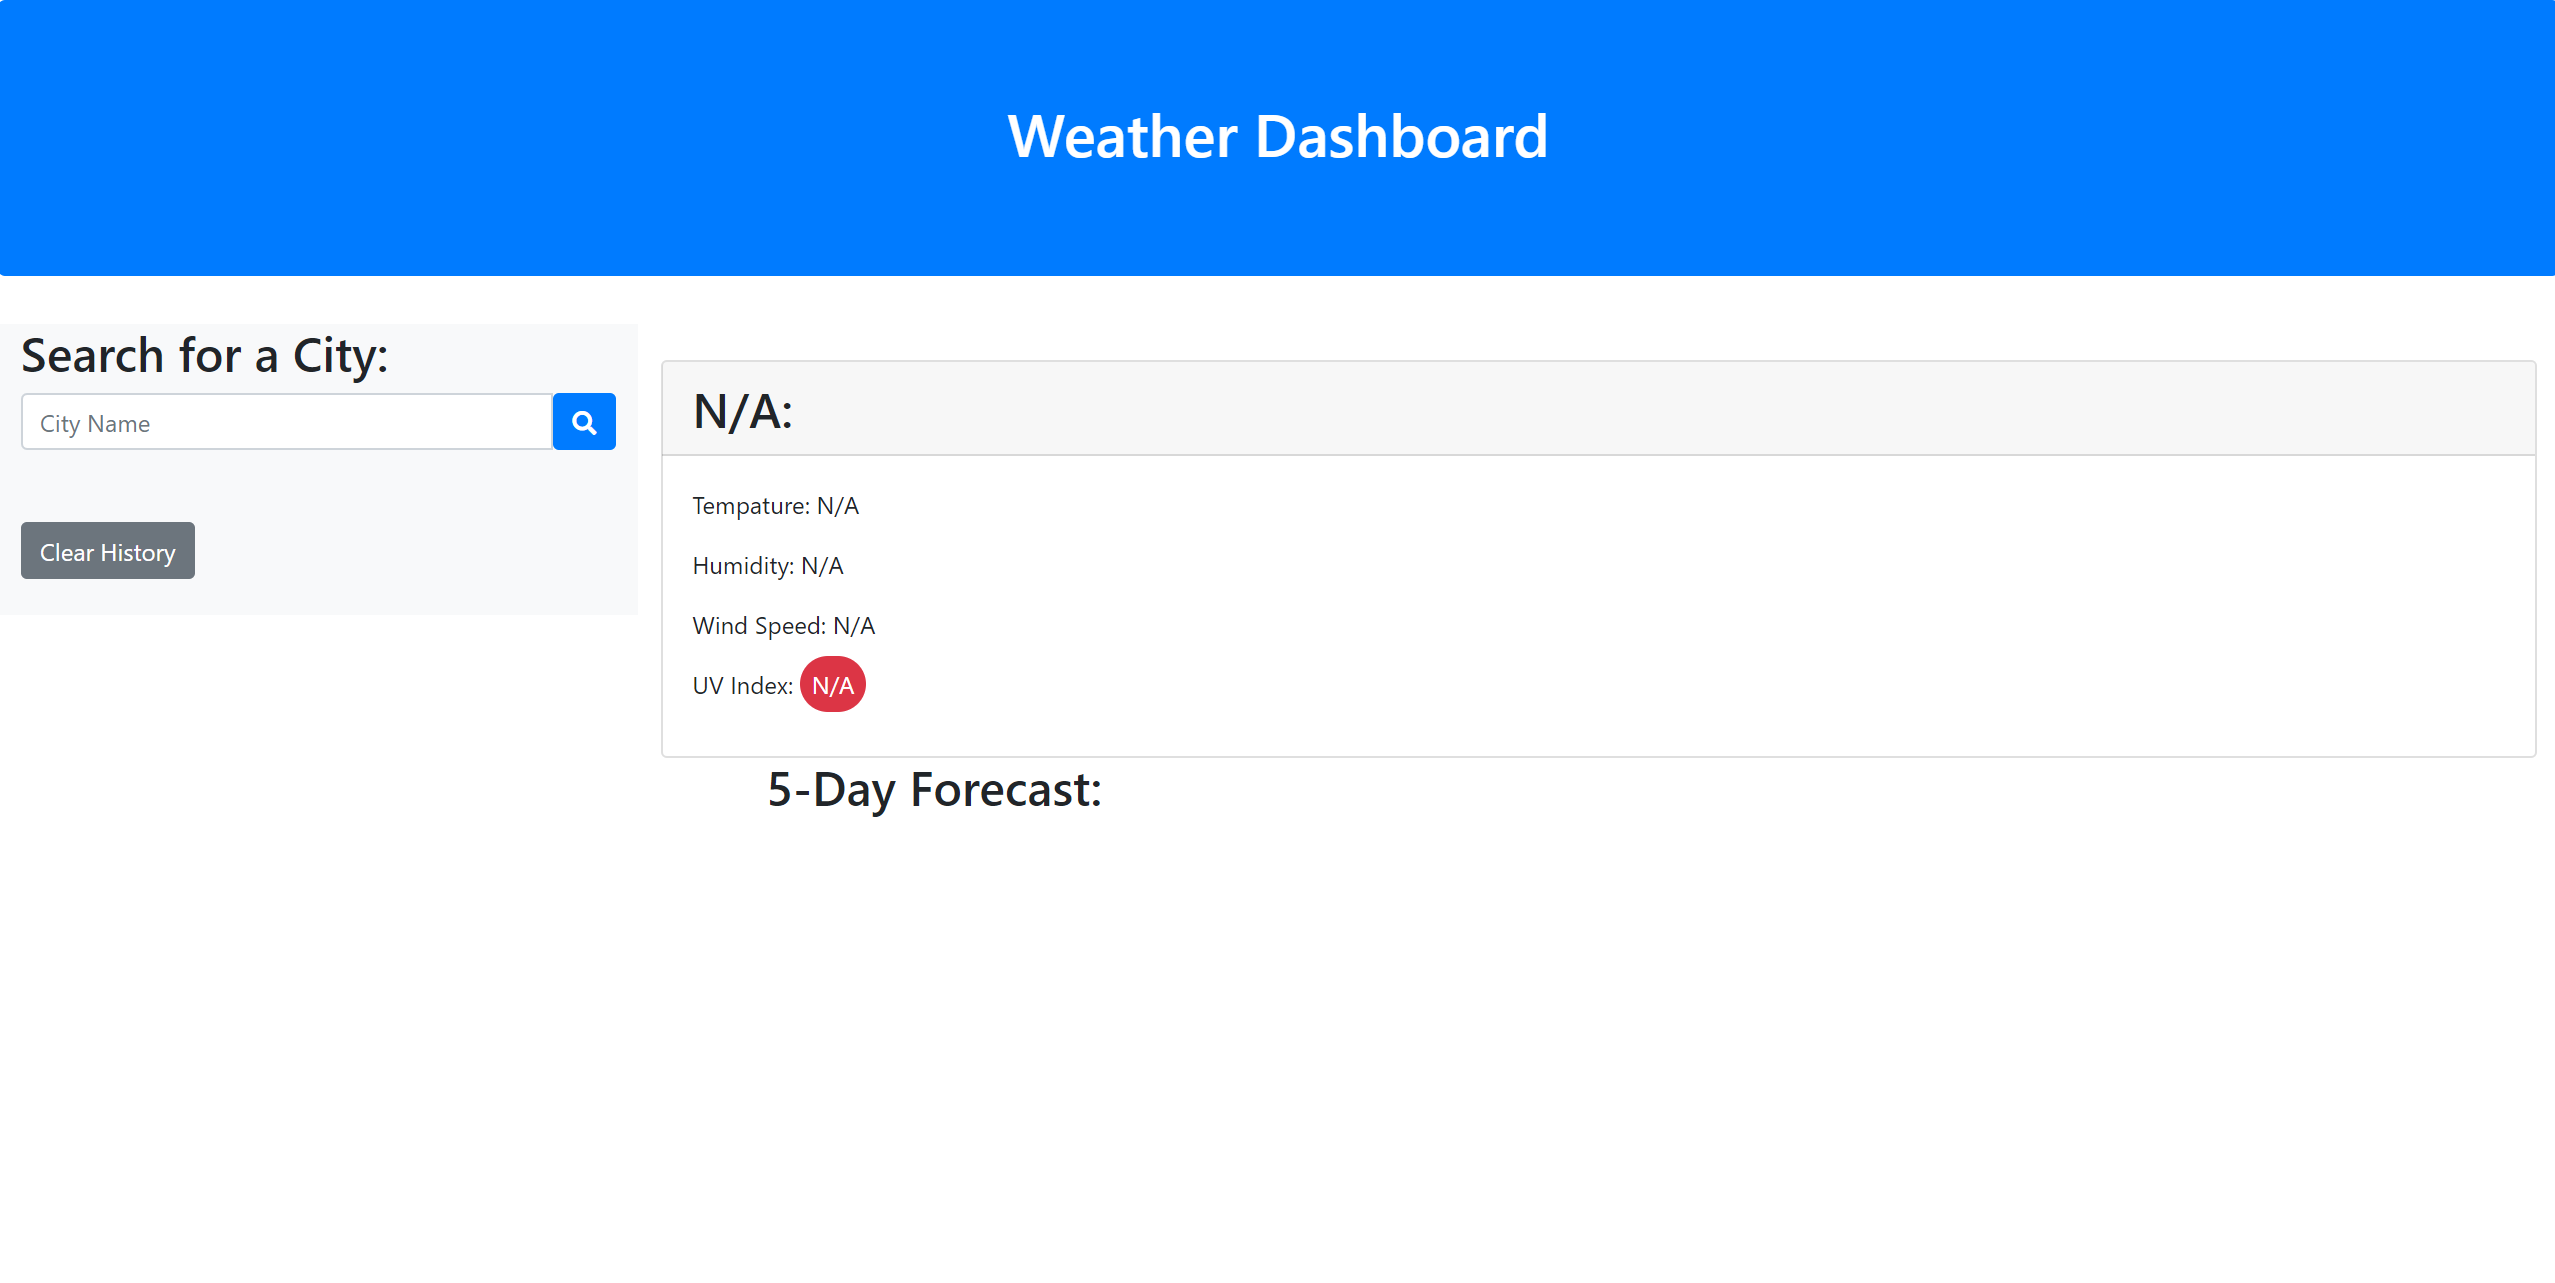 Weather Dashboard
Search for a City:
City Name
Clear History
N/A:
Tempature: N/A
Humidity: N/A
Wind Speed: N/A
UV Index: N/A
5-Day Forecast: